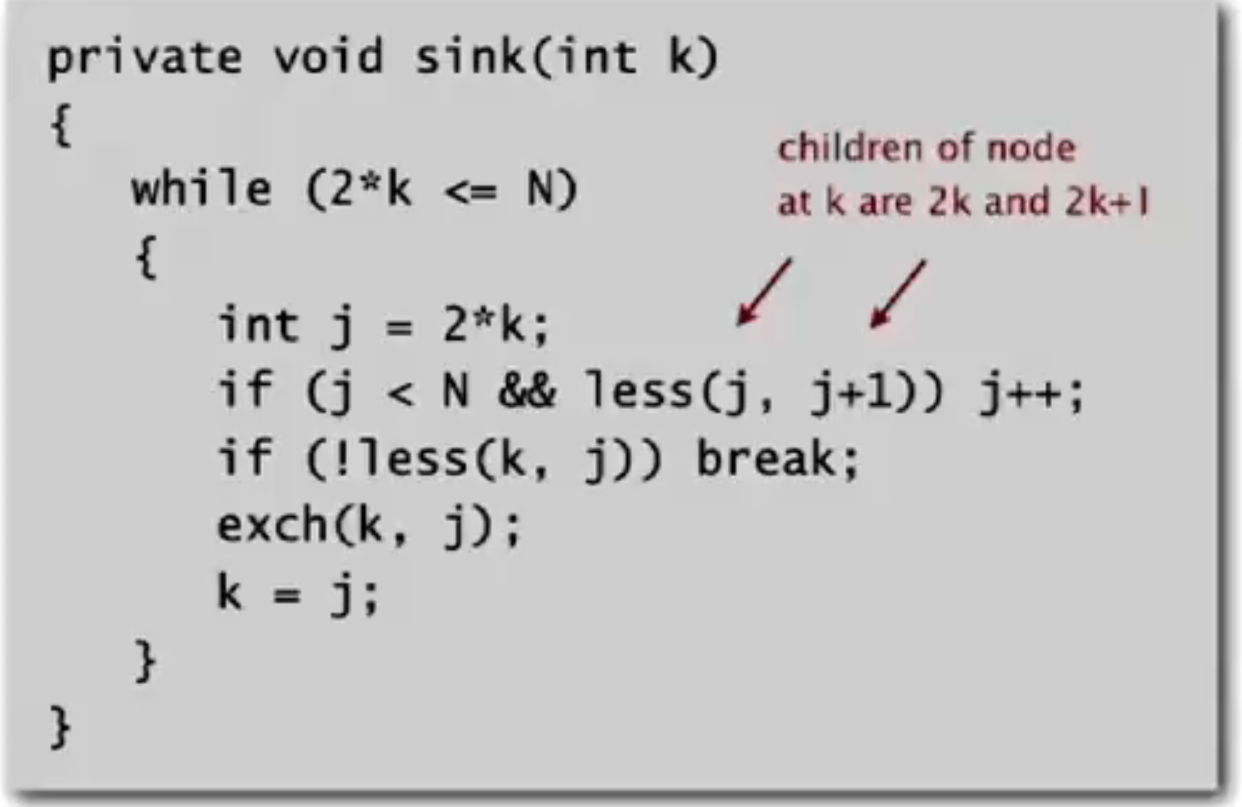 private void sink(int k)
{
children of node
while (2*k <= N)
at k are 2k and 2k+1
{
int j = 2*k;
if (j < N && less(j, j+1)) j++;
if (!less(k, j)) break;
exch(k, j);
k = j;
}
}